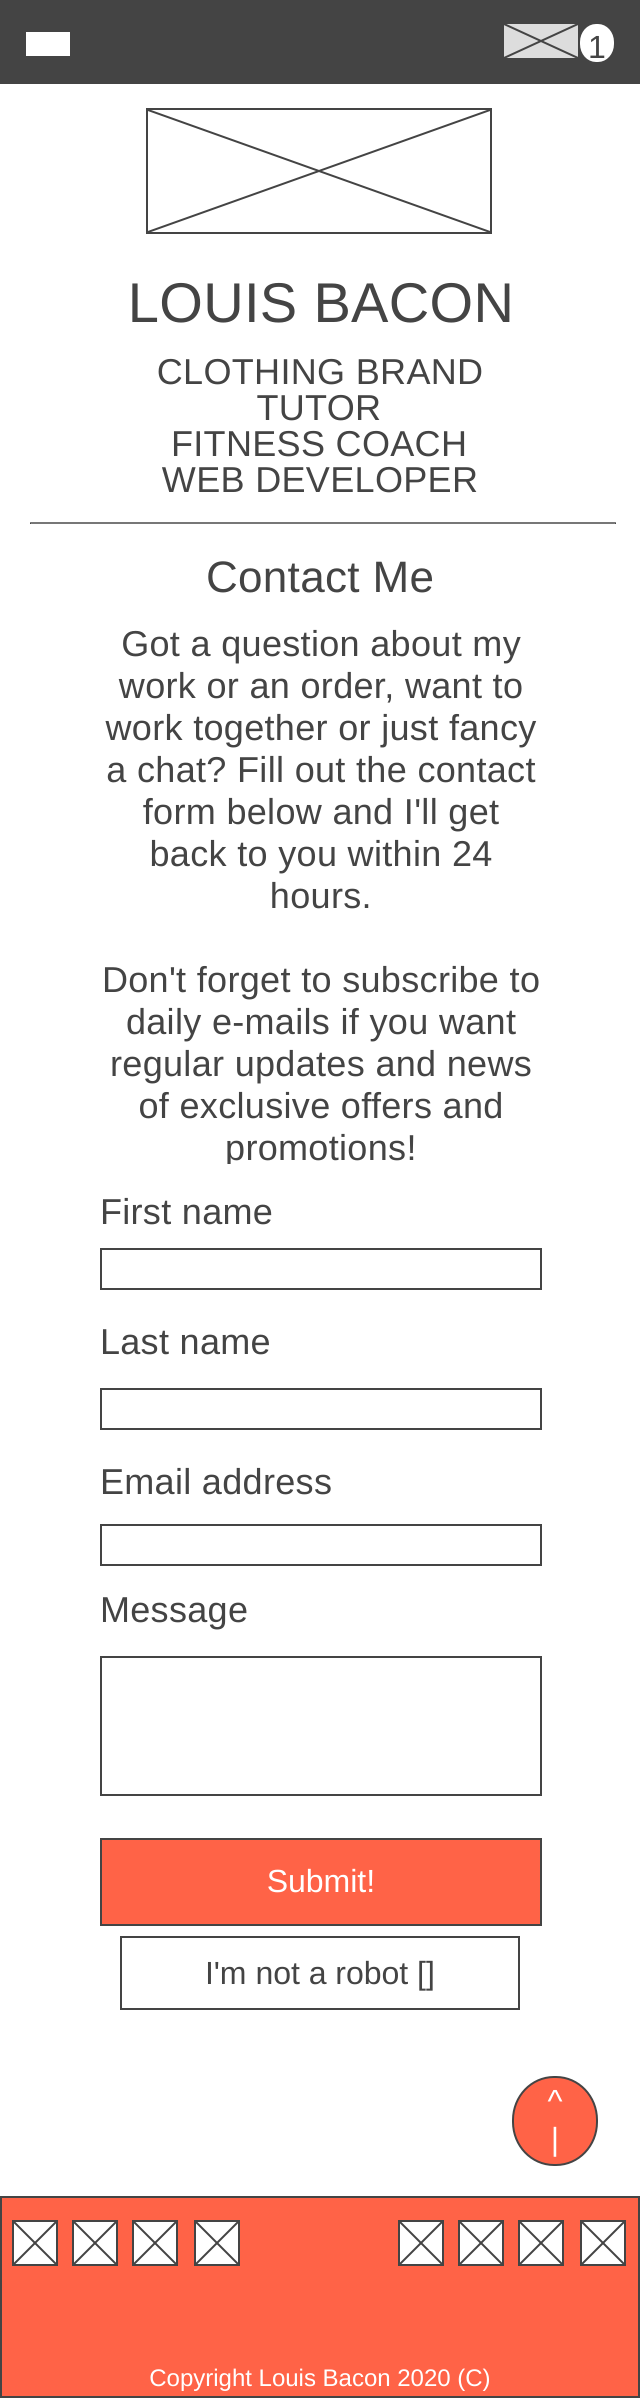 1
LOUIS BACON
CLOTHING BRAND
TUTOR
FITNESS COACH
WEB DEVELOPER
Contact Me
Got a question about my
work or an order, want to
work together or just fancy
a chat? Fill out the contact
form below and I'll get
back to you within 24
hours.
Don't forget to subscribe to
daily e-mails if you want
regular updates and news
of exclusive offers and
promotions!
First name
Last name
Email address
Message
Submit!
I'm not a robot []
^
|
Copyright Louis Bacon 2020 (C)